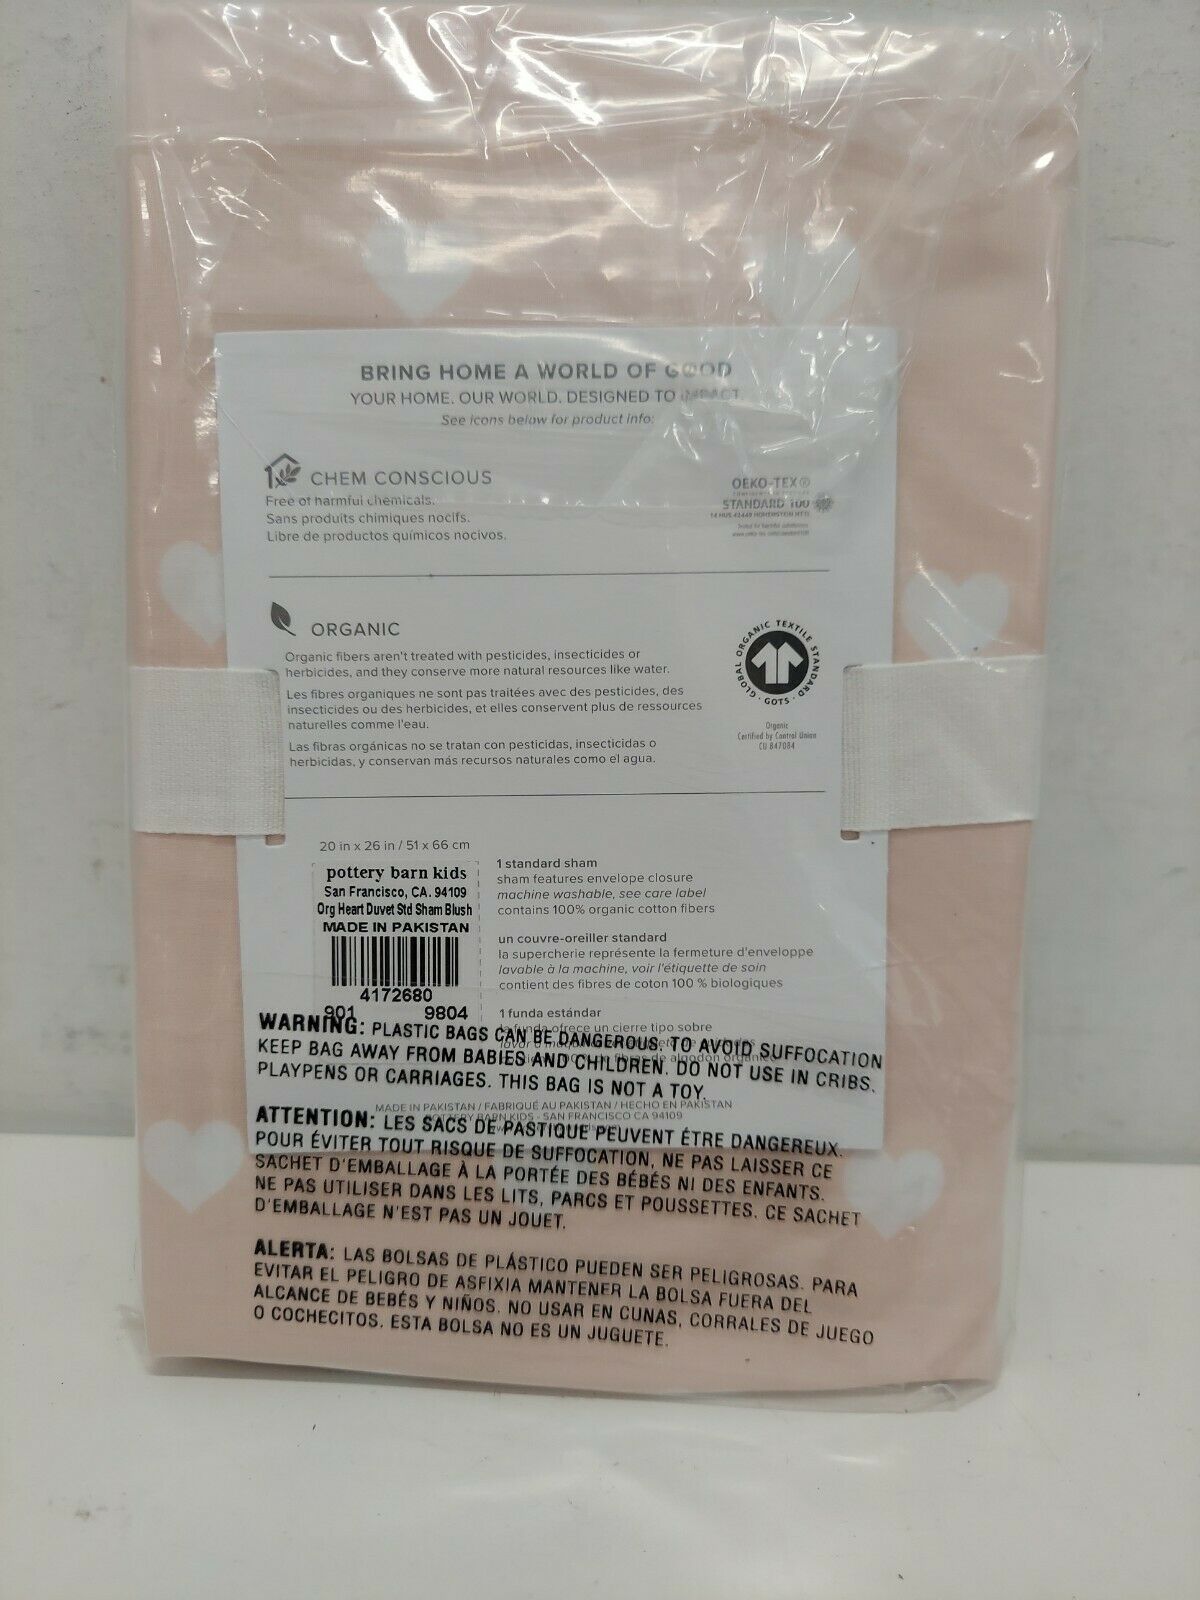 BRING HOME A WORLD OF GOOD
YOUR HOME. OUR WORLD. DESIGNED TO IMPACT.
See icons below for product info:
CHEM CONSCIOUS
Free of harmful chemicals.
Sans produits chimiques nocifs.
Libre de productos químicos nocivos.
OEKO-TEX®
STANDARD 100
ORGANIC
Organic fibers aren't treated with pesticides, insecticides or
herbicides, and they conserve more natural resources like water.
Les fibres organiques ne sont pas traitées avec des pesticides, des
insecticides ou des herbicides, et elles conservent plus de ressources
naturelles comme l'eau.
Las fibras orgánicas no se tratan con pesticidas, insecticidas o
herbicidas, y conservan más recursos naturales como el agua.
GLOBAL ORGANIC TEXTILE STANDARD · GOTS ·
Organic
Certified by Control Union
CU 847084
20 in x 26 in / 51 x 66 cm
pottery barn kids
San Francisco, CA. 94109
Org Heart Duvet Std Sham Blush
MADE IN PAKISTAN
4172680
901 9804
1 standard sham
sham features envelope closure
machine washable, see care label
contains 100% organic cotton fibers
un couvre-oreiller standard
la supercherie représente la fermeture d'enveloppe
lavable à la machine, voir l'étiquette de soin
contient des fibres de coton 100 % biologiques
1 funda estándar
la funda ofrece un cierre tipo sobre
MADE IN PAKISTAN / FABRIQUÉ AU PAKISTAN / HECHO EN PAKISTAN
POTTERY BARN KIDS - SAN FRANCISCO CA 94109
WARNING: PLASTIC BAGS CAN BE DANGEROUS. TO AVOID SUFFOCATION
KEEP BAG AWAY FROM BABIES AND CHILDREN. DO NOT USE IN CRIBS,
PLAYPENS OR CARRIAGES. THIS BAG IS NOT A TOY.
ATTENTION: LES SACS DE PASTIQUE PEUVENT ÊTRE DANGEREUX.
POUR ÉVITER TOUT RISQUE DE SUFFOCATION, NE PAS LAISSER CE
SACHET D'EMBALLAGE À LA PORTÉE DES BÉBÉS NI DES ENFANTS.
NE PAS UTILISER DANS LES LITS, PARCS ET POUSSETTES. CE SACHET
D'EMBALLAGE N'EST PAS UN JOUET.
ALERTA: LAS BOLSAS DE PLÁSTICO PUEDEN SER PELIGROSAS. PARA
EVITAR EL PELIGRO DE ASFIXIA MANTENER LA BOLSA FUERA DEL
ALCANCE DE BEBÉS Y NIÑOS. NO USAR EN CUNAS, CORRALES DE JUEGO
O COCHECITOS. ESTA BOLSA NO ES UN JUGUETE.